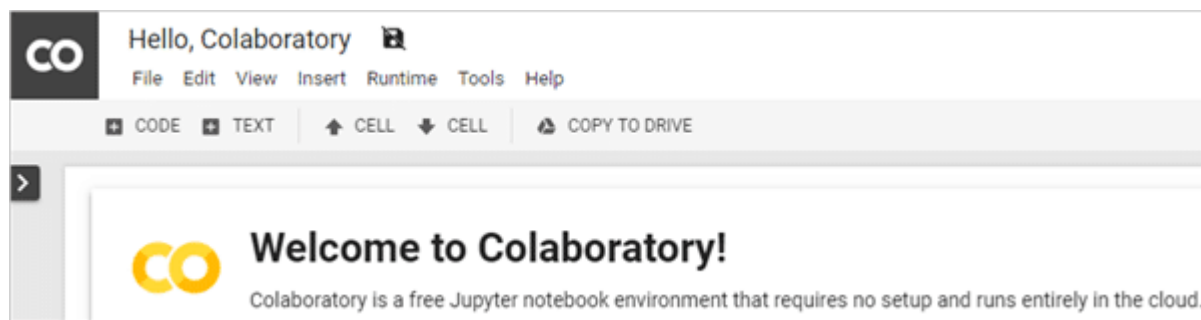 CO Hello, Colaboratory
File Edit View Insert Runtime Tools Help
CODE TEXT CELL CELL COPY TO DRIVE
CO Welcome to Colaboratory!
Colaboratory is a free Jupyter notebook environment that requires no setup and runs entirely in the cloud.